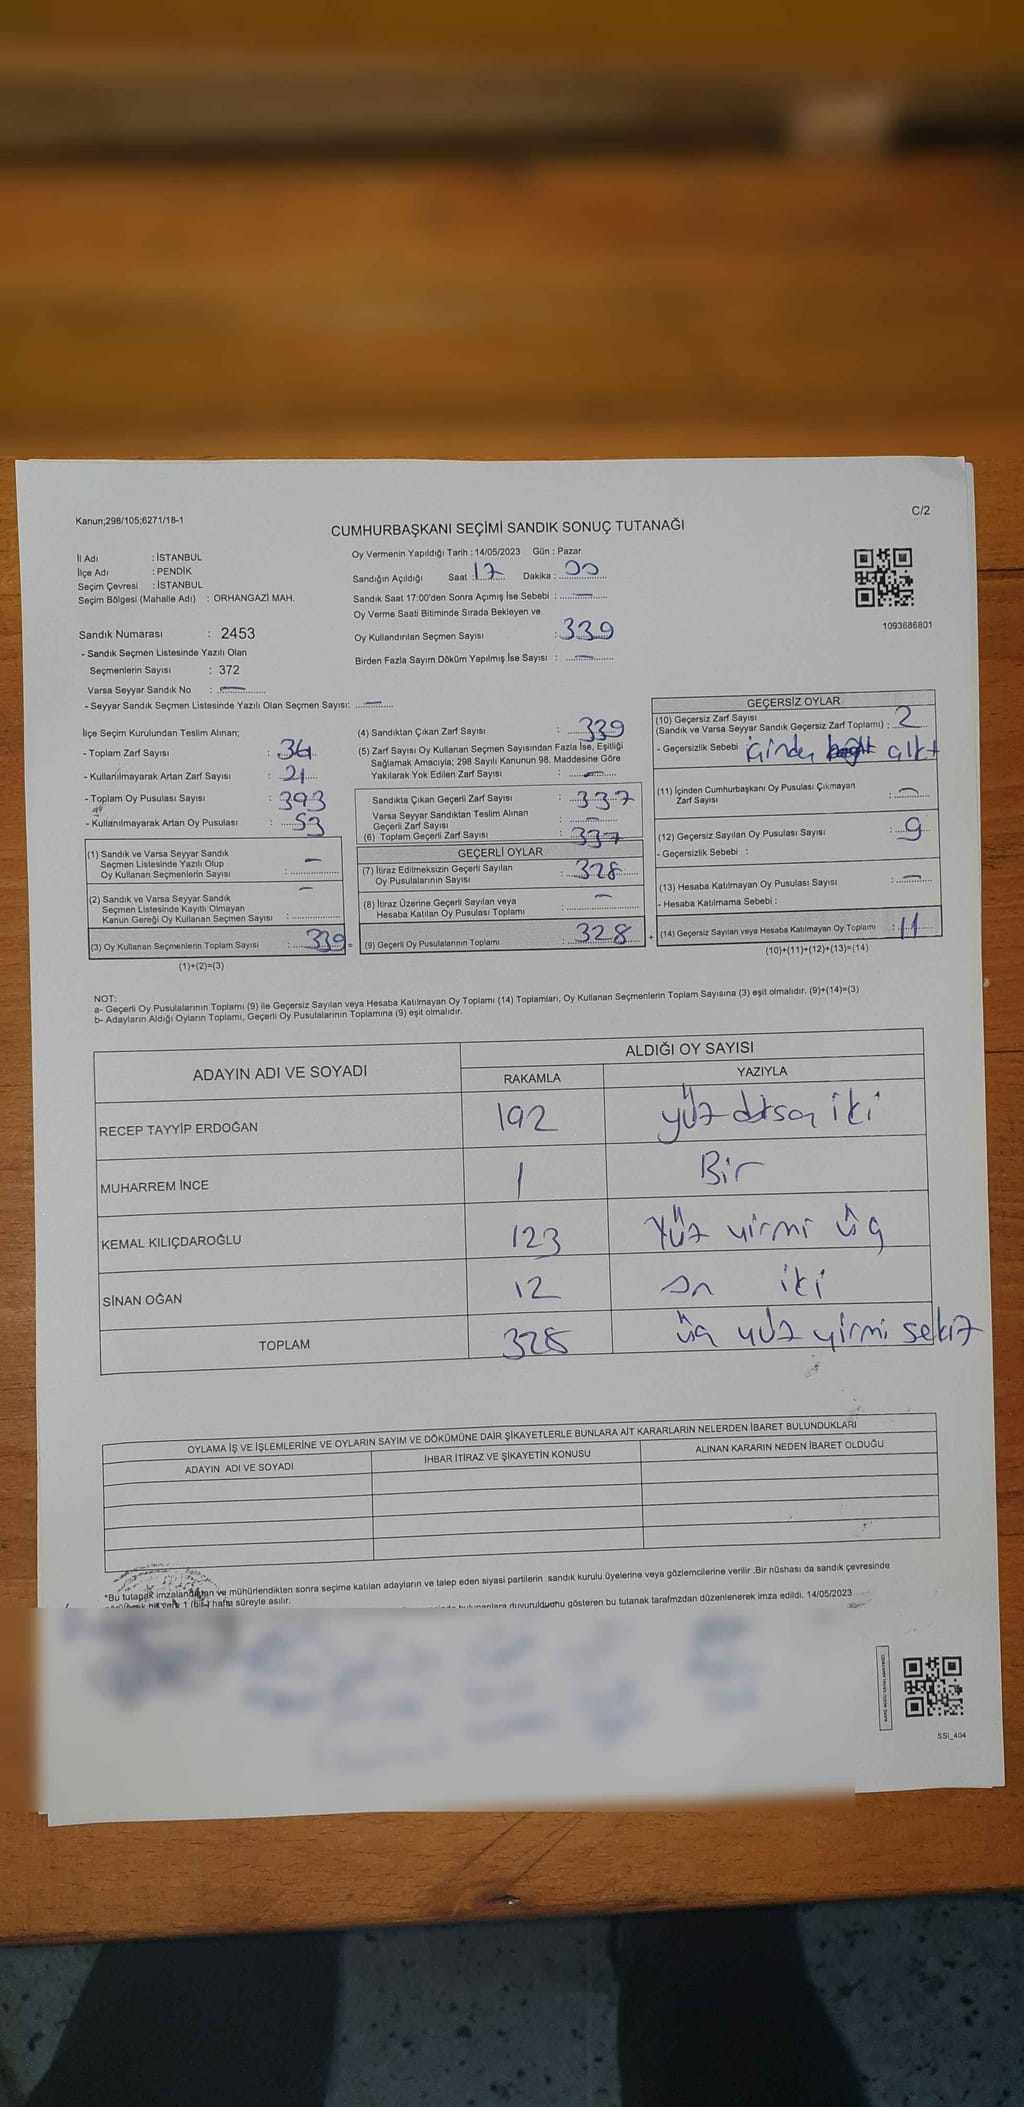 Kanun;298/105;6271/18-1
C/2
CUMHURBAŞKANI SEÇİMİ SANDIK SONUÇ TUTANAĞI
İl Adı : İSTANBUL
İlçe Adı : PENDİK
Seçim Çevresi : İSTANBUL
Seçim Bölgesi (Mahalle Adı) : ORHANGAZİ MAH.
Oy Vermenin Yapıldığı Tarih : 14/05/2023 Gün : Pazar
Sandığın Açıldığı Saat : 17 Dakika : 00
Sandık Saat 17:00'den Sonra Açımış İse Sebebi : —
Oy Verme Saati Bitiminde Sırada Bekleyen ve
Oy Kullandırılan Seçmen Sayısı : 339
Birden Fazla Sayım Döküm Yapılmış İse Sayısı : —
1093686801
Sandık Numarası : 2453
- Sandık Seçmen Listesinde Yazılı Olan
Seçmenlerin Sayısı : 372
Varsa Seyyar Sandık No : —
- Seyyar Sandık Seçmen Listesinde Yazılı Olan Seçmen Sayısı: —
İlçe Seçim Kurulundan Teslim Alınan;
- Toplam Zarf Sayısı :
- Kullanılmayarak Artan Zarf Sayısı : 21
- Toplam Oy Pusulası Sayısı : 393
- Kullanılmayarak Artan Oy Pusulası : 53
(1) Sandık ve Varsa Seyyar Sandık
Seçmen Listesinde Yazılı Olup
Oy Kullanan Seçmenlerin Sayısı : —
(2) Sandık ve Varsa Seyyar Sandık
Seçmen Listesinde Kayıtlı Olmayan
Kanun Gereği Oy Kullanan Seçmen Sayısı : —
(3) Oy Kullanan Seçmenlerin Toplam Sayısı : 339 =
(1)+(2)=(3)
(4) Sandıktan Çıkan Zarf Sayısı : 339
(5) Zarf Sayısı Oy Kullanan Seçmen Sayısından Fazla İse, Eşitliği
Sağlamak Amacıyla; 298 Sayılı Kanunun 98. Maddesine Göre
Yakılarak Yok Edilen Zarf Sayısı : —
Sandıkta Çıkan Geçerli Zarf Sayısı : 337
Varsa Seyyar Sandıktan Teslim Alınan
Geçerli Zarf Sayısı : —
(6) Toplam Geçerli Zarf Sayısı : 337
GEÇERLİ OYLAR
(7) İtiraz Edilmeksizin Geçerli Sayılan
Oy Pusulalarının Sayısı : 328
(8) İtiraz Üzerine Geçerli Sayılan veya
Hesaba Katılan Oy Pusulası Toplamı : —
(9) Geçerli Oy Pusulalarının Toplamı : 328 +
GEÇERSİZ OYLAR
(10) Geçersiz Zarf Sayısı
(Sandık ve Varsa Seyyar Sandık Geçersiz Zarf Toplamı) : 2
- Geçersizlik Sebebi
(11) İçinden Cumhurbaşkanı Oy Pusulası Çıkmayan
Zarf Sayısı : —
(12) Geçersiz Sayılan Oy Pusulası Sayısı : 9
- Geçersizlik Sebebi :
(13) Hesaba Katılmayan Oy Pusulası Sayısı : —
- Hesaba Katılmama Sebebi :
(14) Geçersiz Sayılan veya Hesaba Katılmayan Oy Toplamı : 11
(10)+(11)+(12)+(13)=(14)
NOT:
a- Geçerli Oy Pusulalarının Toplamı (9) ile Geçersiz Sayılan veya Hesaba Katılmayan Oy Toplamı (14) Toplamları, Oy Kullanan Seçmenlerin Toplam Sayısına (3) eşit olmalıdır. (9)+(14)=(3)
b- Adayların Aldığı Oyların Toplamı, Geçerli Oy Pusulalarının Toplamına (9) eşit olmalıdır.
ADAYIN ADI VE SOYADI
ALDIĞI OY SAYISI
RAKAMLA YAZIYLA
RECEP TAYYİP ERDOĞAN 192 yüz doksan iki
MUHARREM İNCE 1 Bir
KEMAL KILIÇDAROĞLU 123 Yüz yirmi üç
SİNAN OĞAN 12 on iki
TOPLAM 328 üç yüz yirmi sekiz
OYLAMA İŞ VE İŞLEMLERİNE VE OYLARIN SAYIM VE DÖKÜMÜNE DAİR ŞİKAYETLERLE BUNLARA AİT KARARLARIN NELERDEN İBARET BULUNDUKLARI
ADAYIN ADI VE SOYADI İHBAR İTİRAZ VE ŞİKAYETİN KONUSU ALINAN KARARIN NEDEN İBARET OLDUĞU
*Bu tutanak imzalandıktan ve mühürlendikten sonra seçime katılan adayların ve talep eden siyasi partilerin sandık kurulu üyelerine veya gözlemcilerine verilir .Bir nüshası da sandık çevresinde
1 (bir) hafta süreyle asılır.
bulunanlara duyurulduğunu gösteren bu tutanak tarafımızdan düzenlenerek imza edildi. 14/05/2023
SSI_404